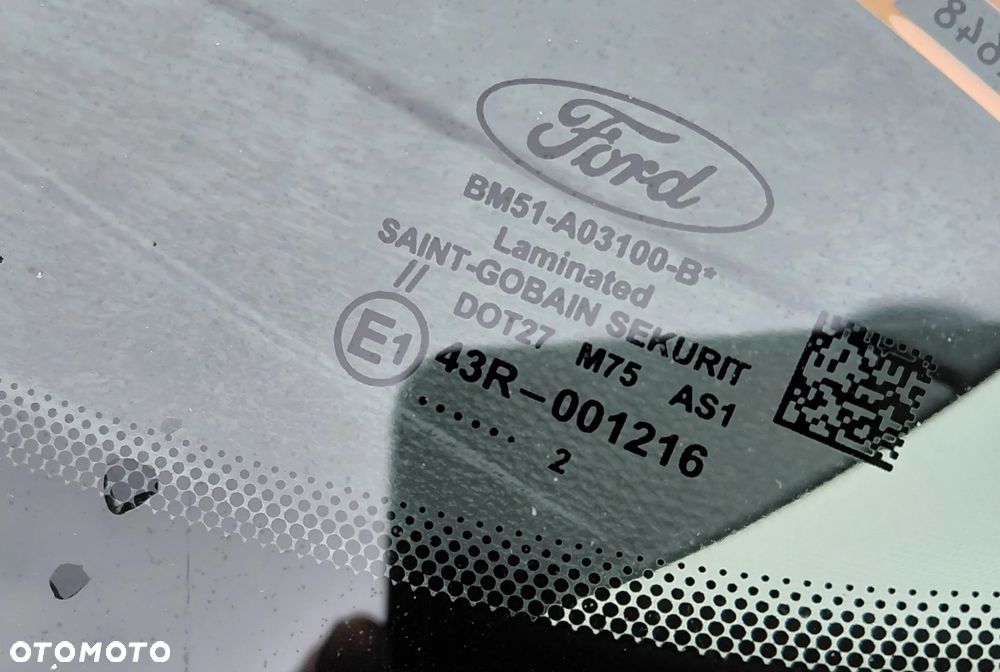 Ford
BM51-A03100-B*
Laminated
SAINT-GOBAIN SEKURIT
// DOT27 M75 AS1
E1 43R-001216
.......
2
OTOMOTO